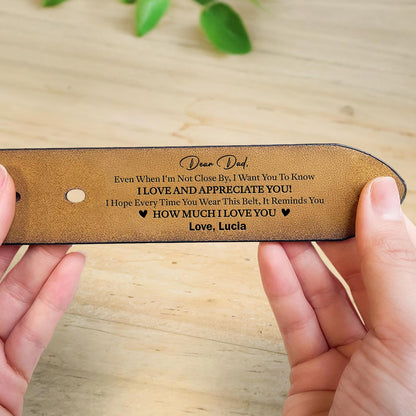 Dear Dad,
Even When I'm Not Close By, I Want You To Know
I LOVE AND APPRECIATE YOU!
I Hope Every Time You Wear This Belt, It Reminds You
HOW MUCH I LOVE YOU
Love, Lucia